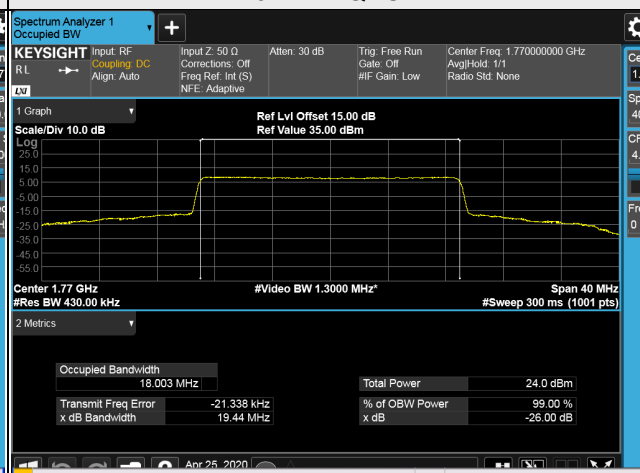 Spectrum Analyzer 1
Occupied BW
+
KEYSIGHT Input: RF Input Z: 50 Ω Atten: 30 dB Trig: Free Run Center Freq: 1.770000000 GHz
RL Coupling: DC Corrections: Off Gate: Off Avg|Hold: 1/1
Align: Auto Freq Ref: Int (S) #IF Gain: Low Radio Std: None
LXI NFE: Adaptive
1 Graph
Ref Lvl Offset 15.00 dB
Scale/Div 10.0 dB Ref Value 35.00 dBm
Log
25.0
15.0
5.00
-5.00
-15.0
-25.0
-35.0
-45.0
-55.0
Center 1.77 GHz #Video BW 1.3000 MHz* Span 40 MHz
#Res BW 430.00 kHz #Sweep 300 ms (1001 pts)
2 Metrics
Occupied Bandwidth
18.003 MHz Total Power 24.0 dBm
Transmit Freq Error -21.338 kHz % of OBW Power 99.00 %
x dB Bandwidth 19.44 MHz x dB -26.00 dB
Apr 25, 2020